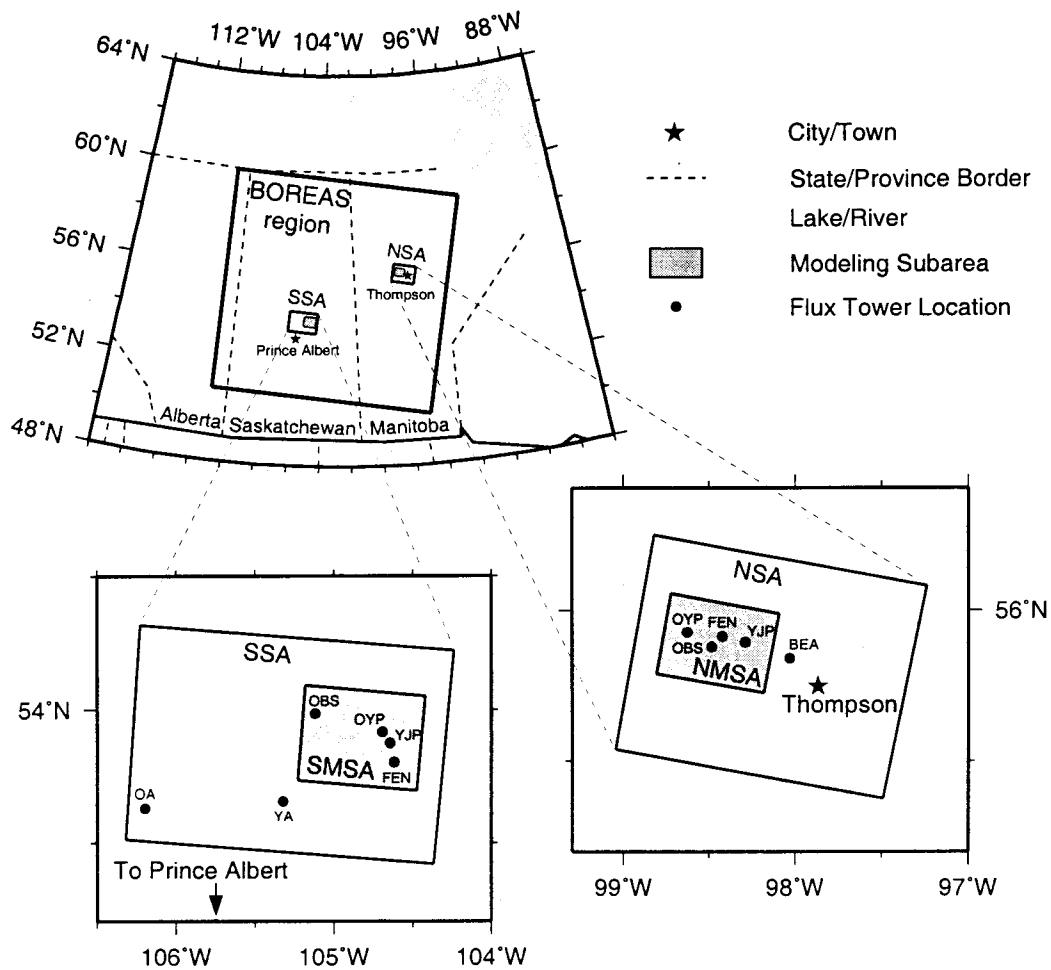 112˚W 104˚W 96˚W 88˚W
64˚N
60˚N
56˚N
52˚N
48˚N
BOREAS
region
NSA
Thompson
SSA
Prince Albert
Alberta Saskatchewan Manitoba
City/Town
State/Province Border
Lake/River
Modeling Subarea
Flux Tower Location
SSA
OBS
OYP
YJP
FEN
SMSA
OA
YA
To Prince Albert
54˚N
106˚W 105˚W 104˚W
NSA
OYP FEN YJP
OBS
NMSA
BEA
Thompson
56˚N
99˚W 98˚W 97˚W